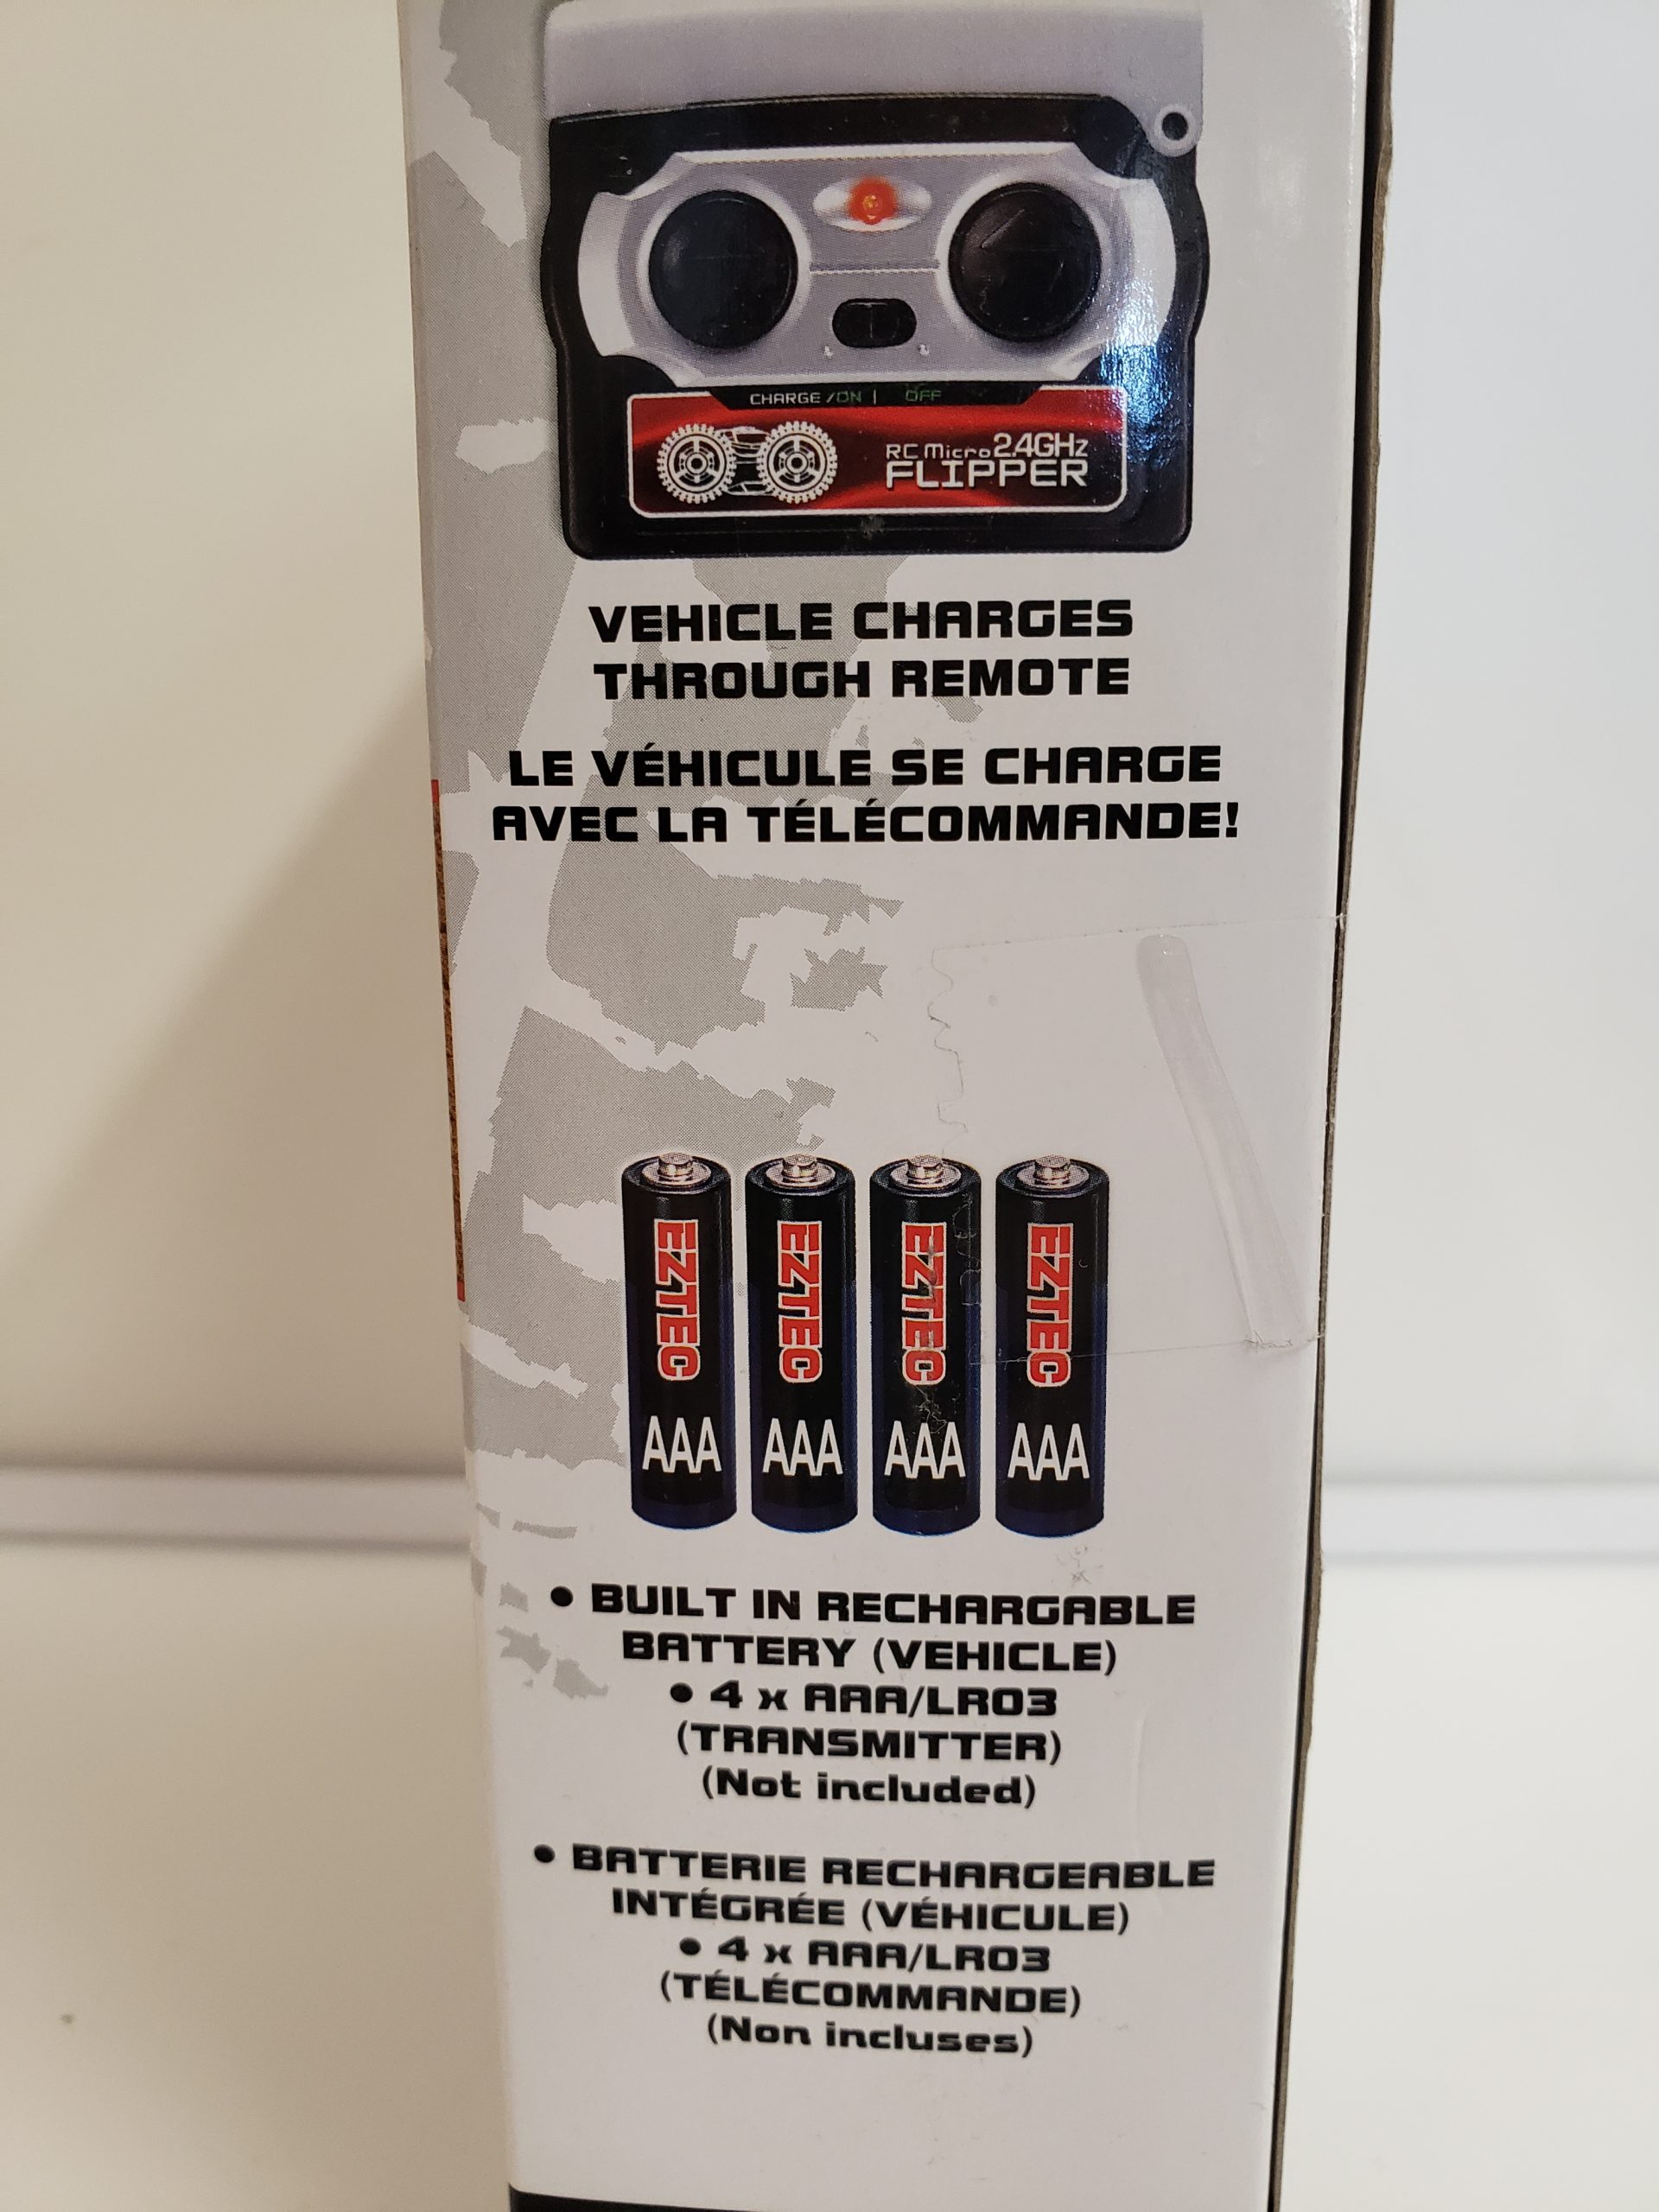 CHARGE /ON | OFF
RC Micro 2.4GHz
FLIPPER
VEHICLE CHARGES
THROUGH REMOTE
LE VÉHICULE SE CHARGE
AVEC LA TÉLÉCOMMANDE!
EZTEC EZTEC EZTEC EZTEC
AAA AAA AAA AAA
• BUILT IN RECHARGABLE
BATTERY (VEHICLE)
• 4 x AAA/LR03
(TRANSMITTER)
(Not included)
• BATTERIE RECHARGEABLE
INTÉGRÉE (VÉHICULE)
• 4 x AAA/LR03
(TÉLÉCOMMANDE)
(Non incluses)